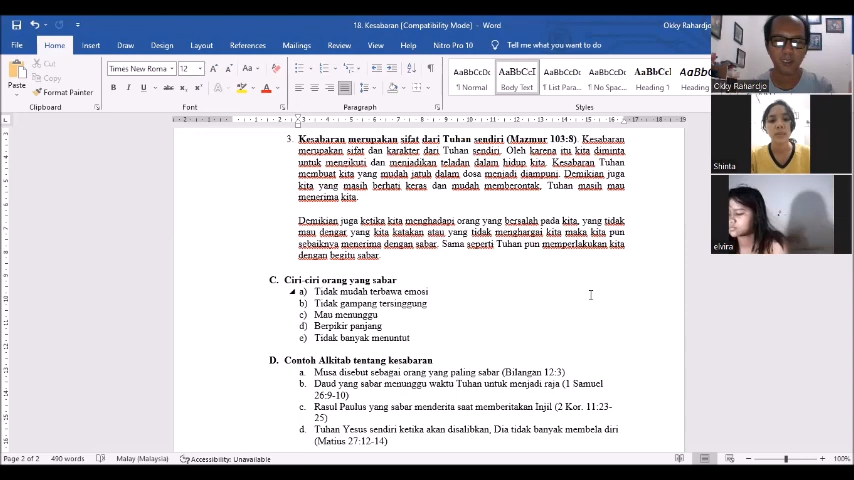 18. Kesabaran [Compatibility Mode] - Word
Okky Rahardjo
File Home Insert Draw Design Layout References Mailings Review View Help Nitro Pro 10 Tell me what you want to do
Cut
Copy
Paste
Format Painter
Times New Roma 12
AaBbCcDc AaBbCcI AaBbCcDc AaBbCcDc AaBbCcI AaBb
¶ Normal Body Text ¶ List Para... ¶ No Spac... Heading 1 Heading 2
Clipboard Font Paragraph Styles
Okky Rahardjo
Shinta
elvira
3. Kesabaran merupakan sifat dari Tuhan sendiri (Mazmur 103:8). Kesabaran
merupakan sifat dan karakter dari Tuhan sendiri. Oleh karena itu kita diminta
untuk mengikuti dan menjadikan teladan dalam hidup kita. Kesabaran Tuhan
membuat kita yang mudah jatuh dalam dosa menjadi diampuni. Demikian juga
kita yang masih berhati keras dan mudah memberontak, Tuhan masih mau
menerima kita.
Demikian juga ketika kita menghadapi orang yang bersalah pada kita, yang tidak
mau dengar yang kita katakan atau yang tidak menghargai kita maka kita pun
sebaiknya menerima dengan sabar. Sama seperti Tuhan pun memperlakukan kita
dengan begitu sabar.
C. Ciri-ciri orang yang sabar
a) Tidak mudah terbawa emosi
b) Tidak gampang tersinggung
c) Mau menunggu
d) Berpikir panjang
e) Tidak banyak menuntut
D. Contoh Alkitab tentang kesabaran
a. Musa disebut sebagai orang yang paling sabar (Bilangan 12:3)
b. Daud yang sabar menunggu waktu Tuhan untuk menjadi raja (1 Samuel
26:9-10)
c. Rasul Paulus yang sabar menderita saat memberitakan Injil (2 Kor. 11:23-
25)
d. Tuhan Yesus sendiri ketika akan disalibkan, Dia tidak banyak membela diri
(Matius 27:12-14)
Page 2 of 2 490 words Malay (Malaysia) Accessibility: Unavailable 100%